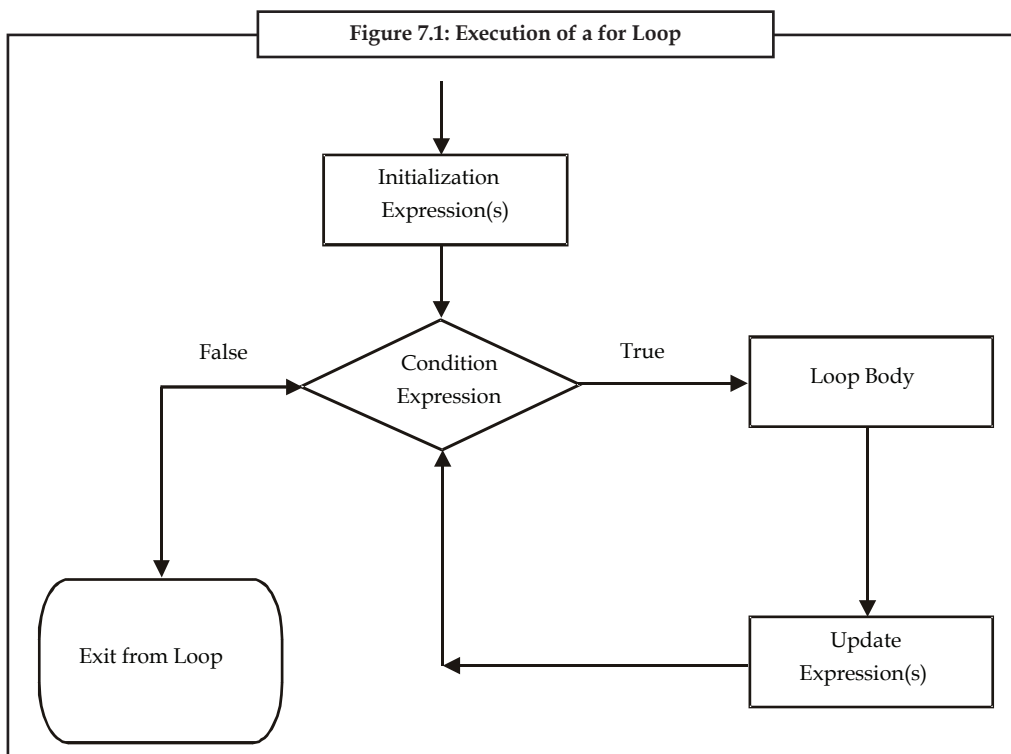 Figure 7.1: Execution of a for Loop
Initialization
Expression(s)
False
Condition
Expression
True
Loop Body
Exit from Loop
Update
Expression(s)